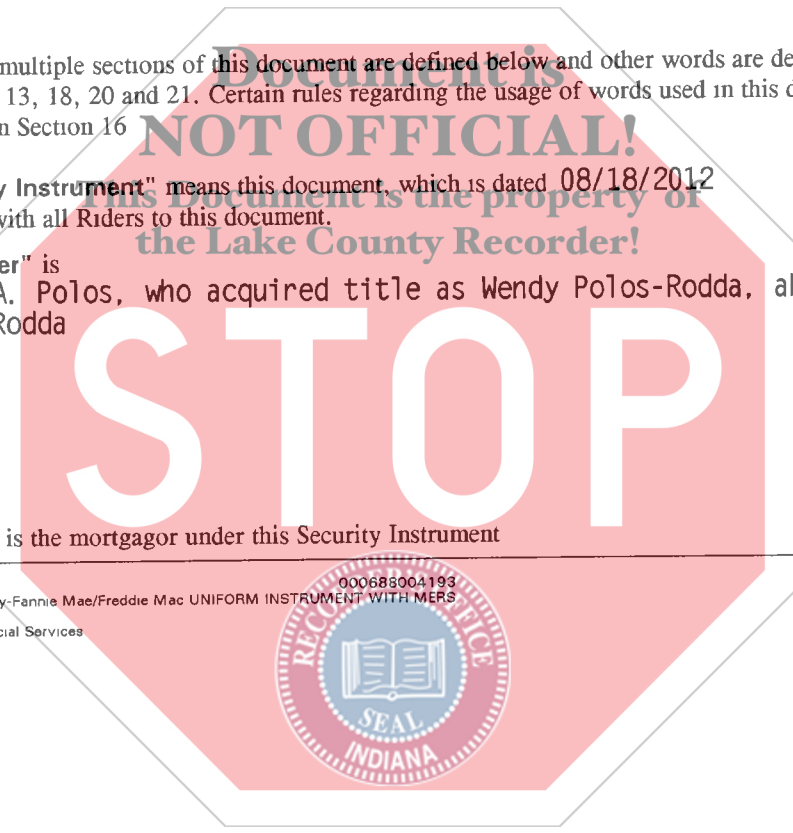 Document is
multiple sections of this document are defined below and other words are de
13, 18, 20 and 21. Certain rules regarding the usage of words used in this d
n Section 16
NOT OFFICIAL!
y Instrument" means this document, which is dated 08/18/2012
This Document is the property of
with all Riders to this document.
the Lake County Recorder!
er" is
A. Polos, who acquired title as Wendy Polos-Rodda, al
Rodda
STOP
is the mortgagor under this Security Instrument
000688004193
y-Fannie Mae/Freddie Mac UNIFORM INSTRUMENT WITH MERS
cial Services
RECORDER'S OFFICE
SEAL
INDIANA